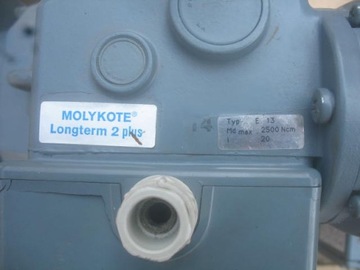 MOLYKOTE®
Longterm 2 plus
14
Typ E 13
Md max 2500 Ncm
i 20